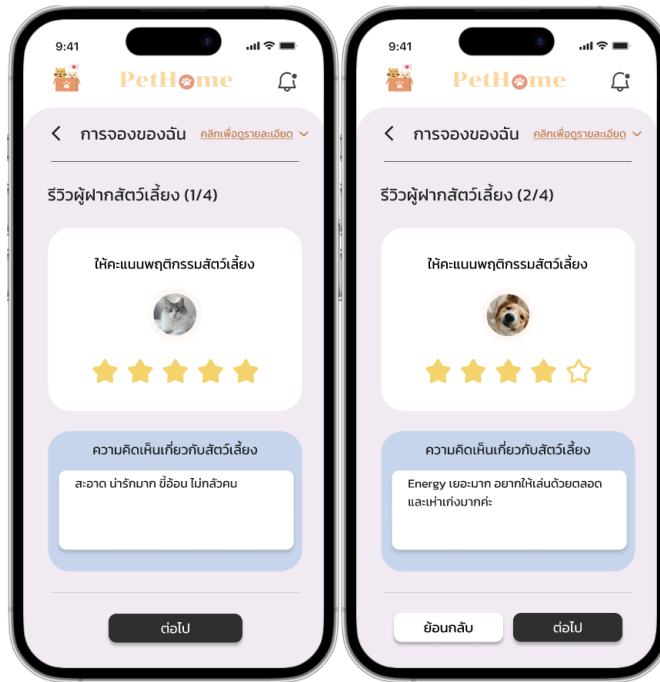 9:41
PetHome
การจองของฉัน คลิกเพื่อดูรายละเอียด
รีวิวผู้ฝากสัตว์เลี้ยง (1/4)
ให้คะแนนพฤติกรรมสัตว์เลี้ยง
ความคิดเห็นเกี่ยวกับสัตว์เลี้ยง
สะอาด น่ารักมาก ขี้อ้อน ไม่กลัวคน
ต่อไป
9:41
PetHome
การจองของฉัน คลิกเพื่อดูรายละเอียด
รีวิวผู้ฝากสัตว์เลี้ยง (2/4)
ให้คะแนนพฤติกรรมสัตว์เลี้ยง
ความคิดเห็นเกี่ยวกับสัตว์เลี้ยง
Energy เยอะมาก อยากให้เล่นด้วยตลอด
และเห่าเก่งมากค่ะ
ย้อนกลับ ต่อไป